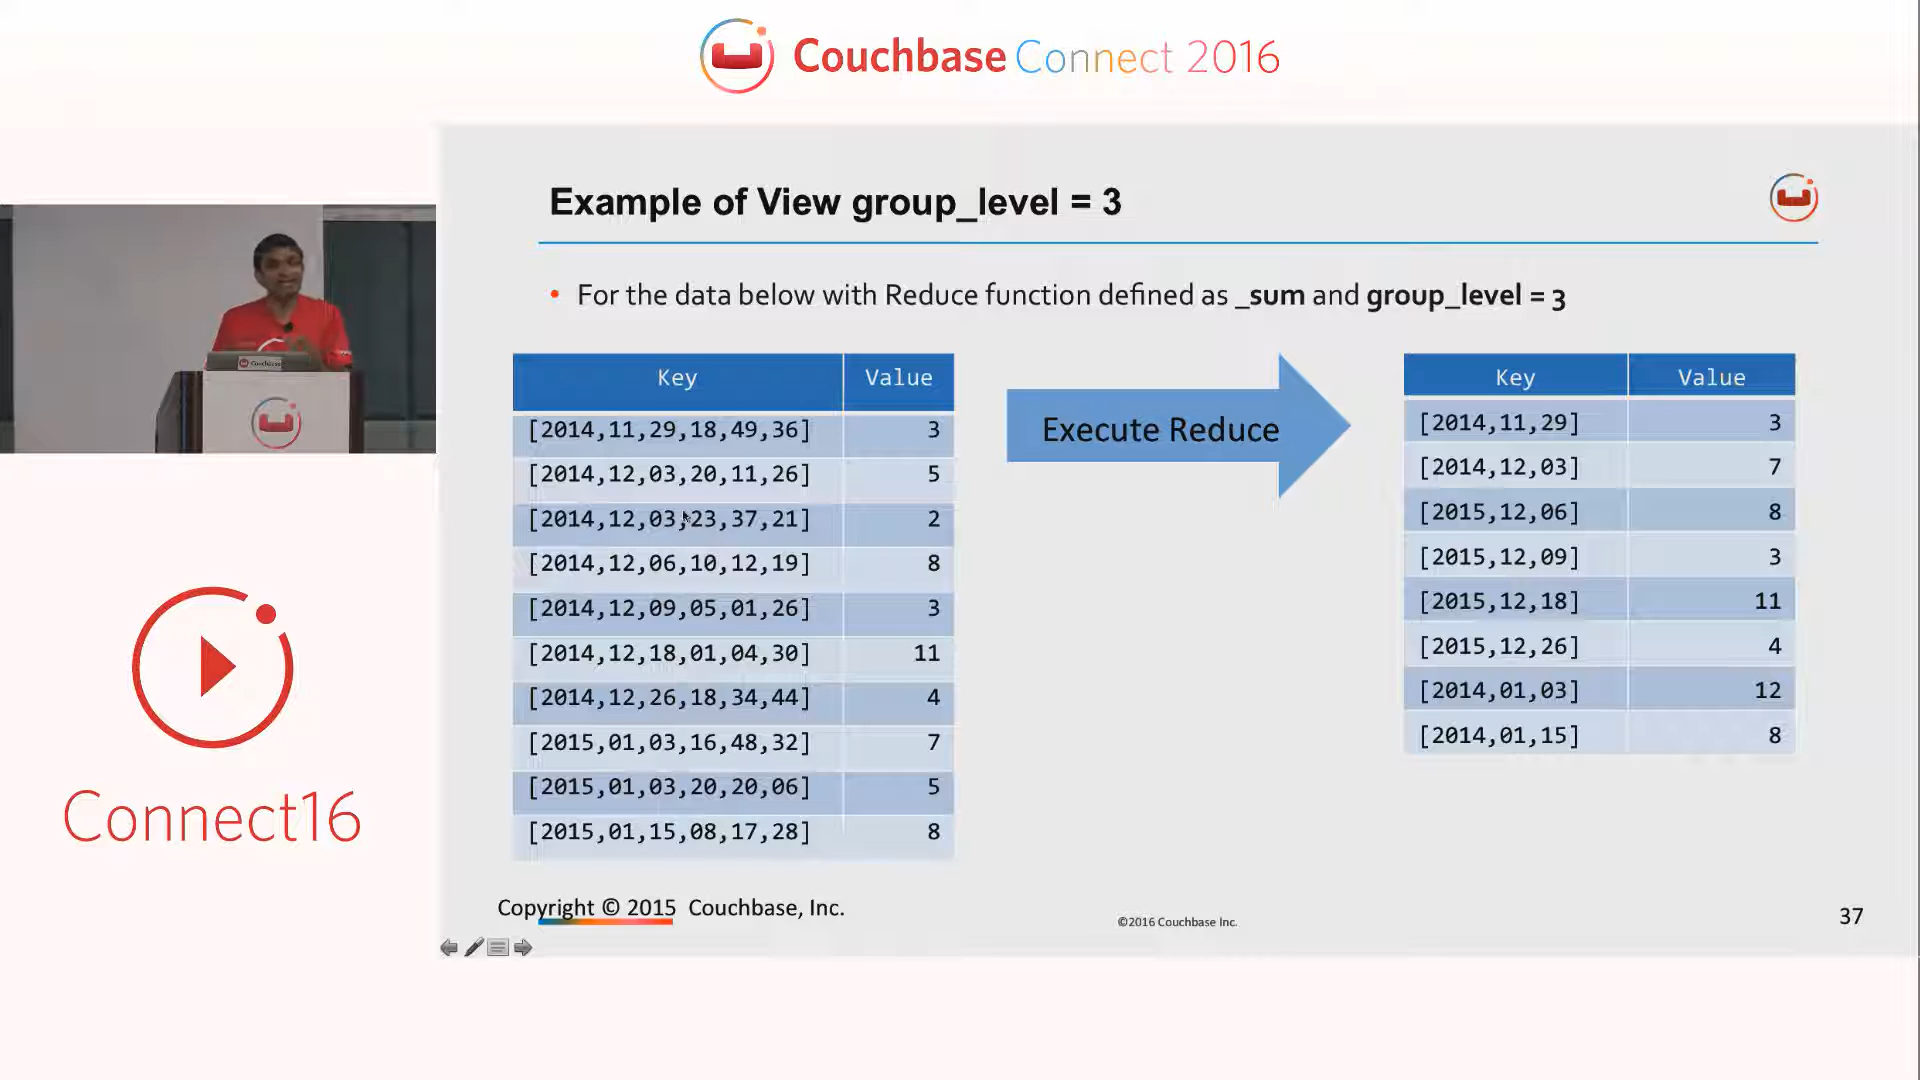 Couchbase Connect 2016
Example of View group_level = 3
• For the data below with Reduce function defined as _sum and group_level = 3
Key Value
[2014,11,29,18,49,36] 3
[2014,12,03,20,11,26] 5
[2014,12,03,23,37,21] 2
[2014,12,06,10,12,19] 8
[2014,12,09,05,01,26] 3
[2014,12,18,01,04,30] 11
[2014,12,26,18,34,44] 4
[2015,01,03,16,48,32] 7
[2015,01,03,20,20,06] 5
[2015,01,15,08,17,28] 8
Execute Reduce
Key Value
[2014,11,29] 3
[2014,12,03] 7
[2015,12,06] 8
[2015,12,09] 3
[2015,12,18] 11
[2015,12,26] 4
[2014,01,03] 12
[2014,01,15] 8
Couchbase
Connect16
Copyright © 2015 Couchbase, Inc.
©2016 Couchbase Inc.
37